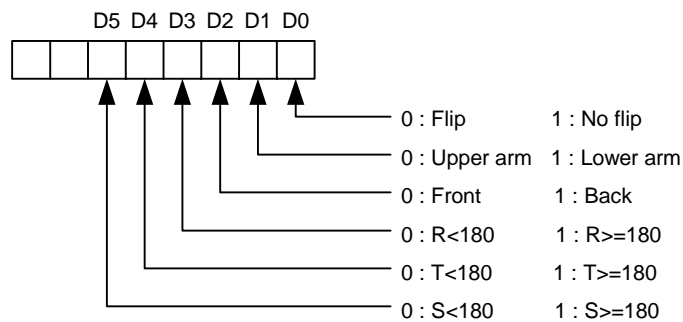 D5 D4 D3 D2 D1 D0
0 : Flip 1 : No flip
0 : Upper arm 1 : Lower arm
0 : Front 1 : Back
0 : R<180 1 : R>=180
0 : T<180 1 : T>=180
0 : S<180 1 : S>=180